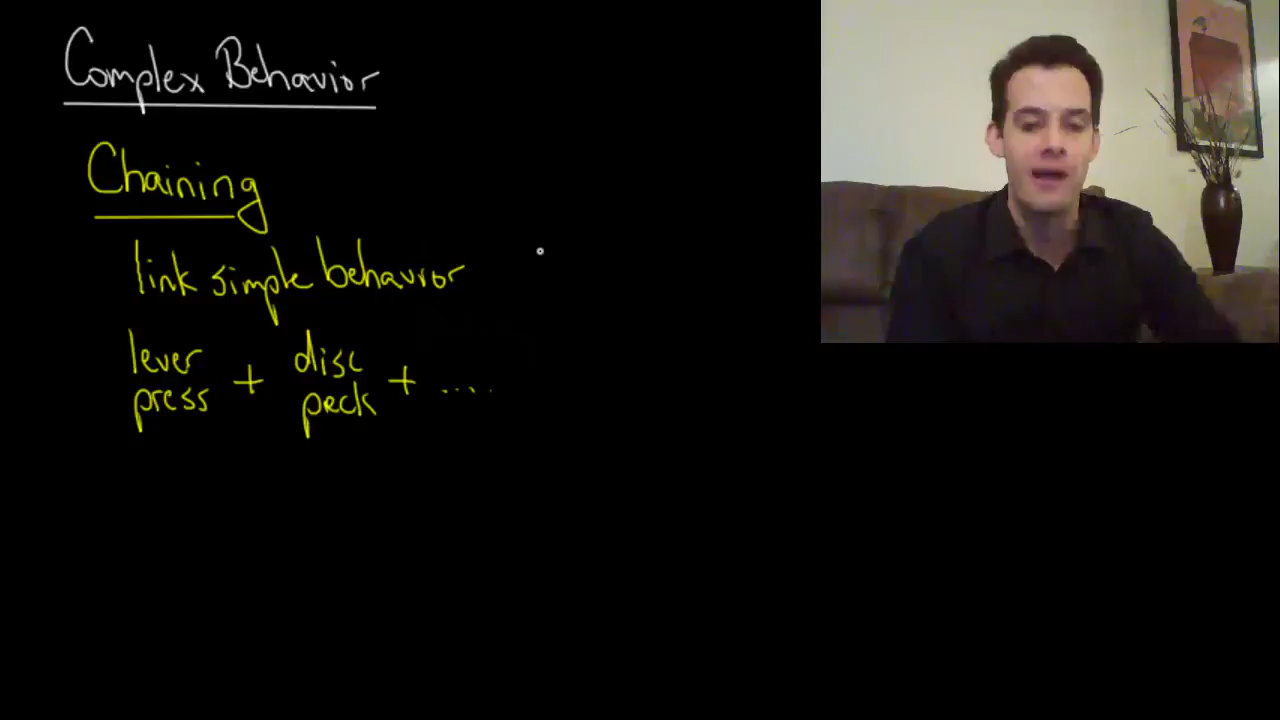 Complex Behavior
Chaining
link simple behavior
lever press + disc peck + ....